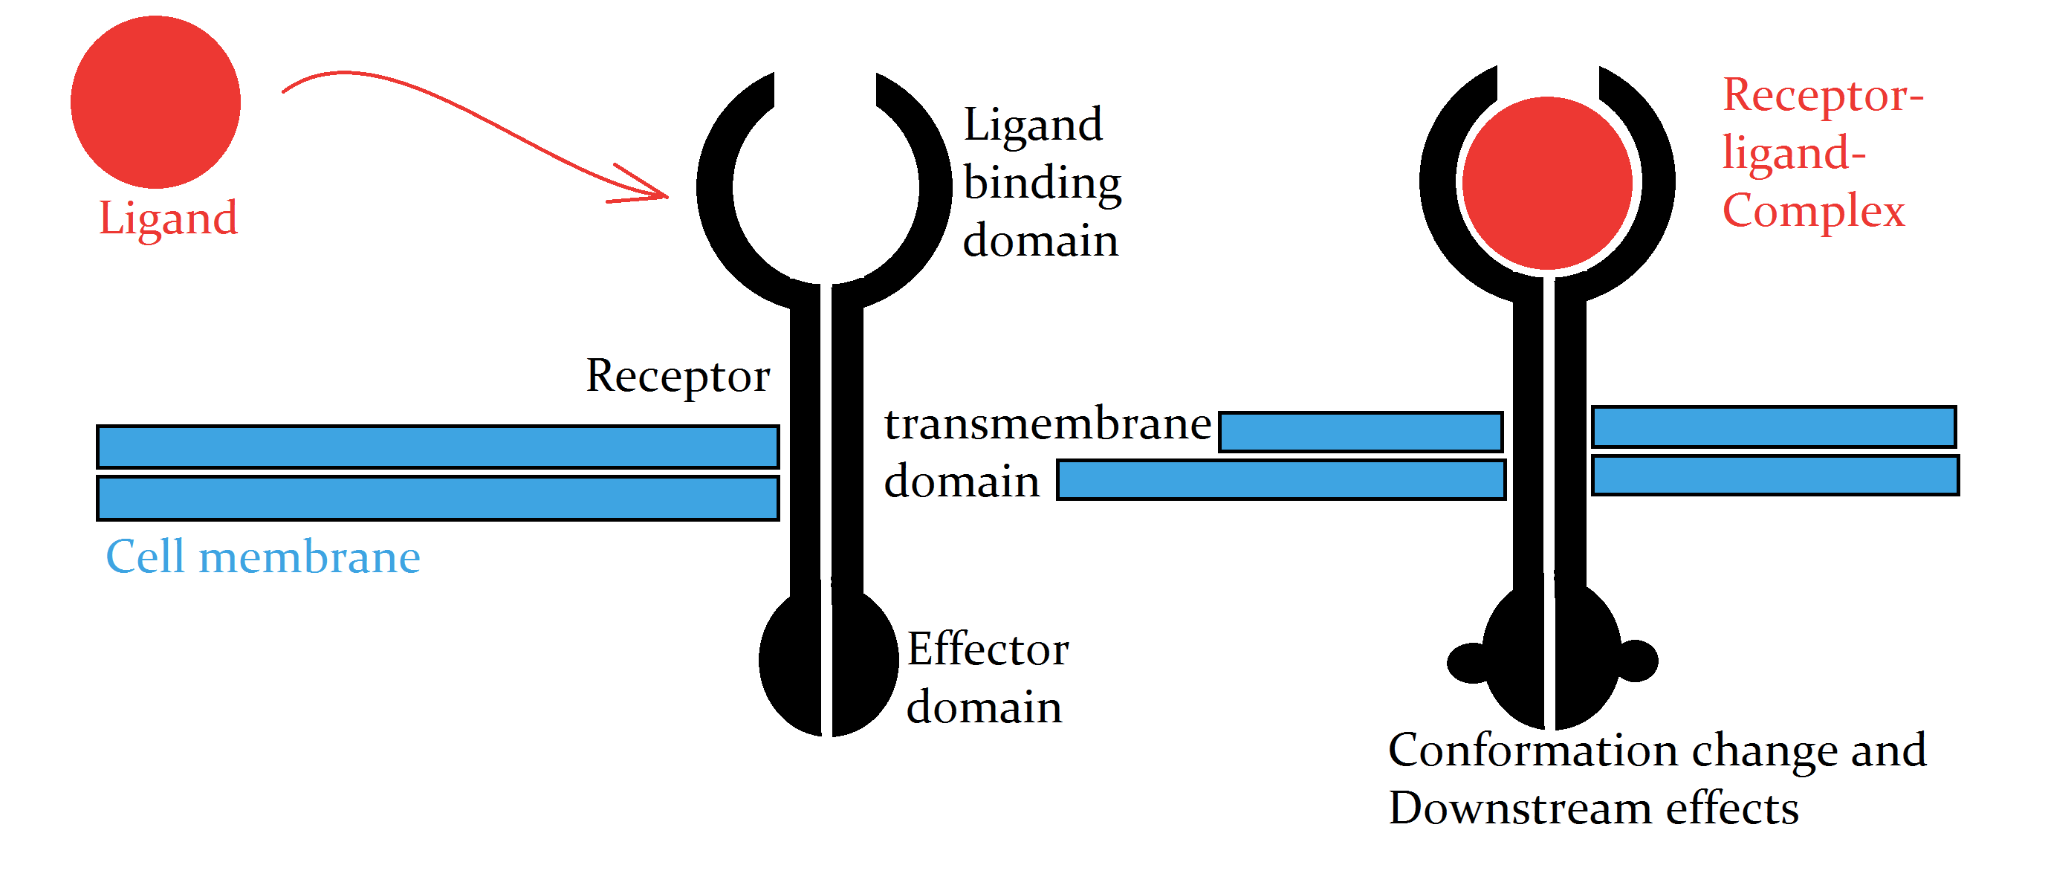 Ligand
Ligand
binding
domain
Receptor-
ligand-
Complex
Receptor
transmembrane
domain
Cell membrane
Effector
domain
Conformation change and
Downstream effects